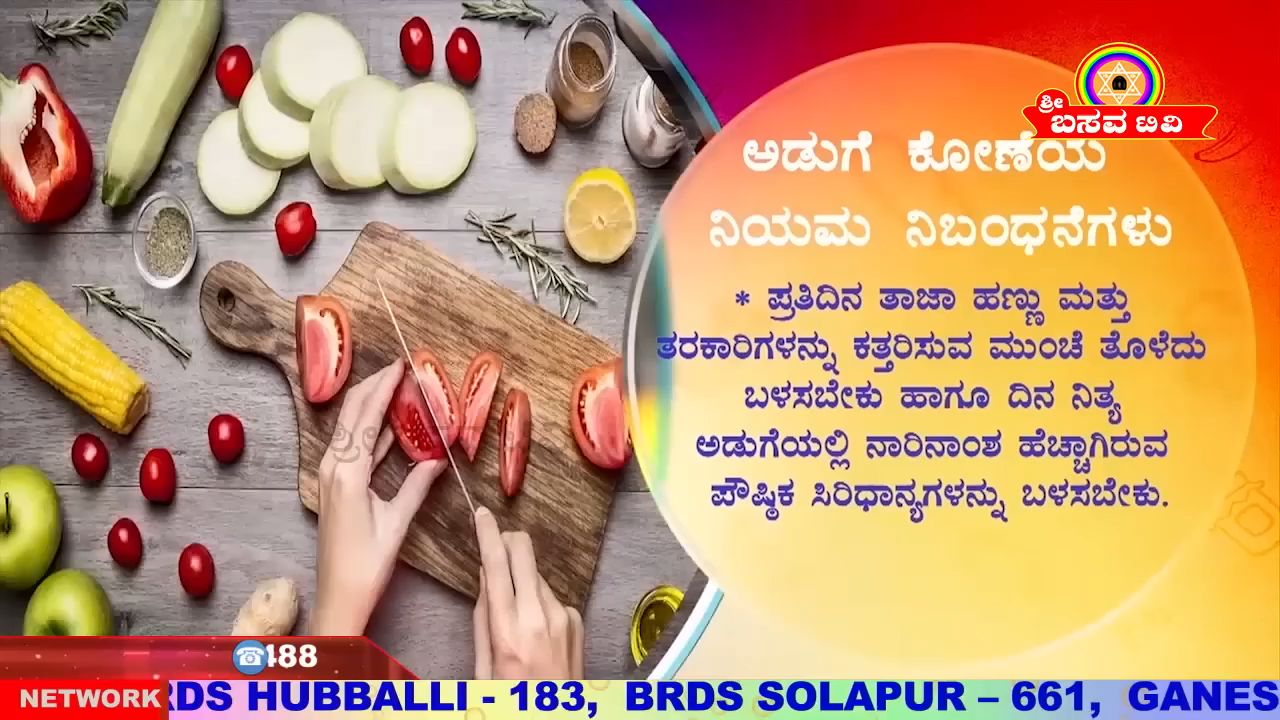 ಶ್ರೀ
ಬಸವ ಟಿವಿ
ಅಡುಗೆ ಕೋಣೆಯ
ನಿಯಮ ನಿಬಂಧನೆಗಳು
* ಪ್ರತಿದಿನ ತಾಜಾ ಹಣ್ಣು ಮತ್ತು
ತರಕಾರಿಗಳನ್ನು ಕತ್ತರಿಸುವ ಮುಂಚೆ ತೊಳೆದು
ಬಳಸಬೇಕು ಹಾಗೂ ದಿನ ನಿತ್ಯ
ಅಡುಗೆಯಲ್ಲಿ ನಾರಿನಾಂಶ ಹೆಚ್ಚಾಗಿರುವ
ಪೌಷ್ಠಿಕ ಸಿರಿಧಾನ್ಯಗಳನ್ನು ಬಳಸಬೇಕು.
488
NETWORK RDS HUBBALLI - 183, BRDS SOLAPUR – 661, GANES